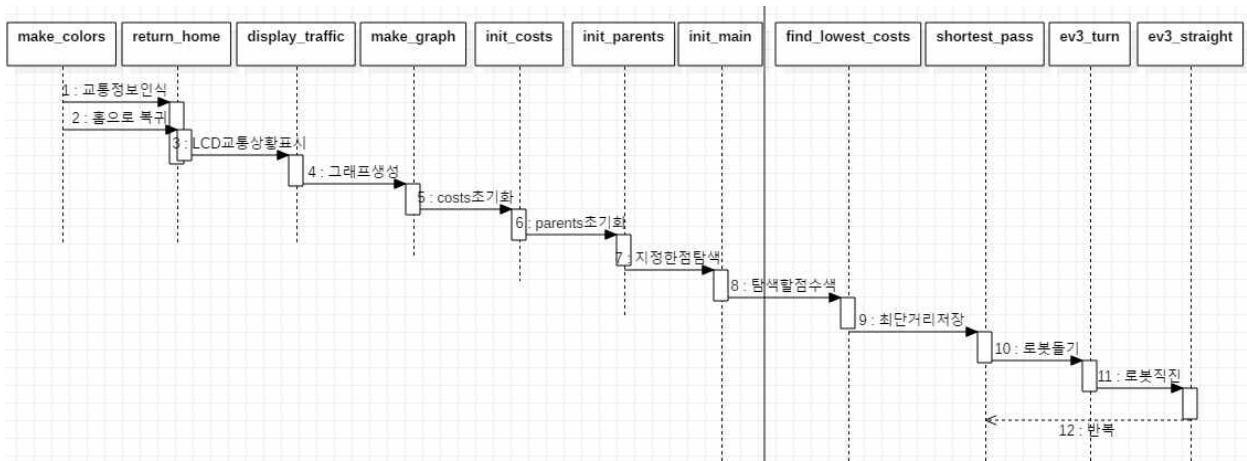 make_colors
return_home
display_traffic
make_graph
init_costs
init_parents
init_main
find_lowest_costs
shortest_pass
ev3_turn
ev3_straight
1 : 교통정보인식
2 : 홈으로 복귀
3 : LCD교통상황표시
4 : 그래프생성
5 : costs초기화
6 : parents초기화
7 : 지정한점탐색
8 : 탐색할점수색
9 : 최단거리저장
10 : 로봇돌기
11 : 로봇직진
12 : 반복